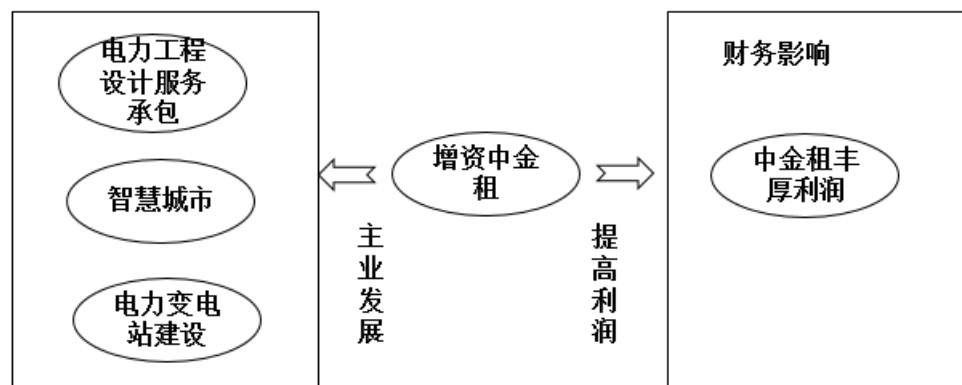 电力工程
设计服务
承包
智慧城市
电力变电
站建设
增资中金
租
主
业
发
展
提
高
利
润
财务影响
中金租丰
厚利润